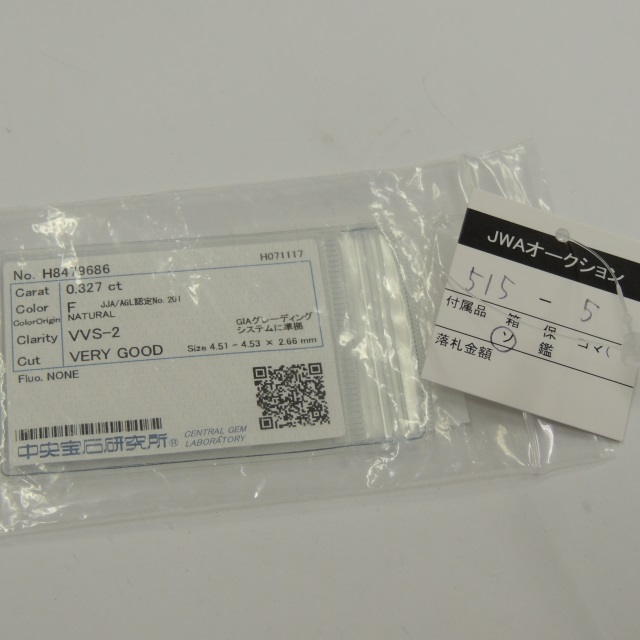 No. H8479686
H071117
Carat 0.327 ct
Color F JJA/AGL認定No. 201
ColorOrigin NATURAL
Clarity VVS-2
GIAグレーディング
システムに準拠
Cut VERY GOOD Size 4.51 - 4.53 × 2.66 mm
Fluo. NONE
中央宝石研究所® CENTRAL GEM
LABORATORY
JWAオークション
515 - 5
付属品 箱 保 コマ(
ソ 鑑
落札金額